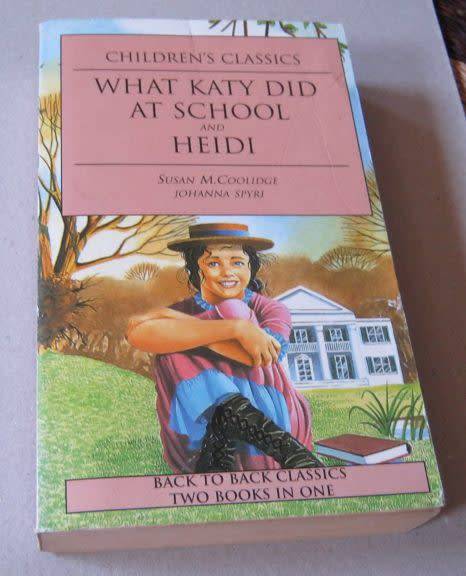 CHILDREN'S CLASSICS
WHAT KATY DID
AT SCHOOL
AND
HEIDI
SUSAN M.COOLIDGE
JOHANNA SPYRI
BACK TO BACK CLASSICS
TWO BOOKS IN ONE